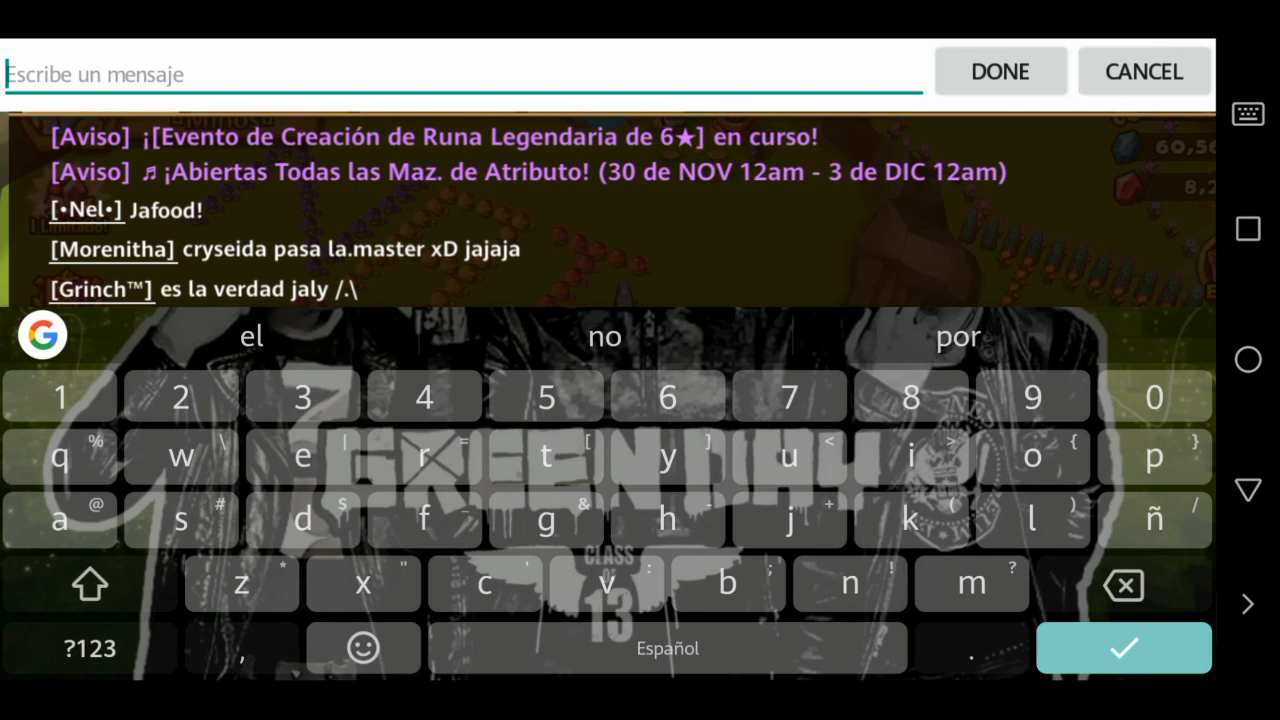 Escribe un mensaje
DONE
CANCEL
[Aviso] ¡[Evento de Creación de Runa Legendaria de 6★] en curso!
[Aviso] ♬¡Abiertas Todas las Maz. de Atributo! (30 de NOV 12am - 3 de DIC 12am)
[•Nel•] Jafood!
[Morenitha] cryseida pasa la.master xD jajaja
[Grinch™] es la verdad jaly /.\
el no por
1 2 3 4 5 6 7 8 9 0
% \ | = [ ] < > { }
q w e r t y u i o p
GREEN DAY
@ # $ _ & - + ( ) /
a s d f g h j k l ñ
* " ' : ; ! ?
z x c v b n m
CLASS
OF
13
?123 , Español .